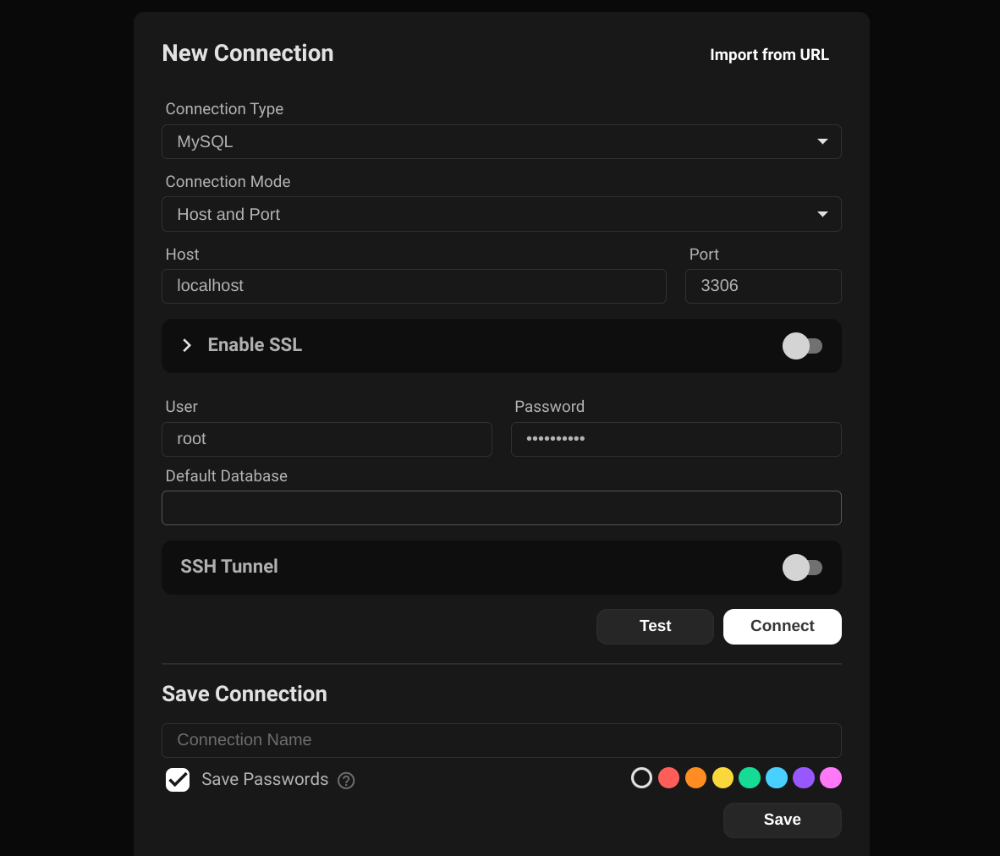 New Connection
Import from URL
Connection Type
MySQL
Connection Mode
Host and Port
Host
Port
localhost
3306
Enable SSL
User
Password
root
••••••••••
Default Database
SSH Tunnel
Test
Connect
Save Connection
Connection Name
Save Passwords ?
Save